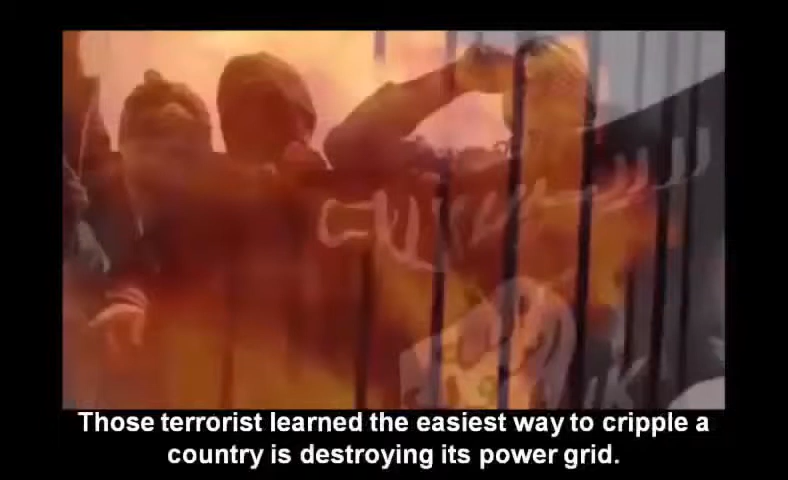 Those terrorist learned the easiest way to cripple a
country is destroying its power grid.